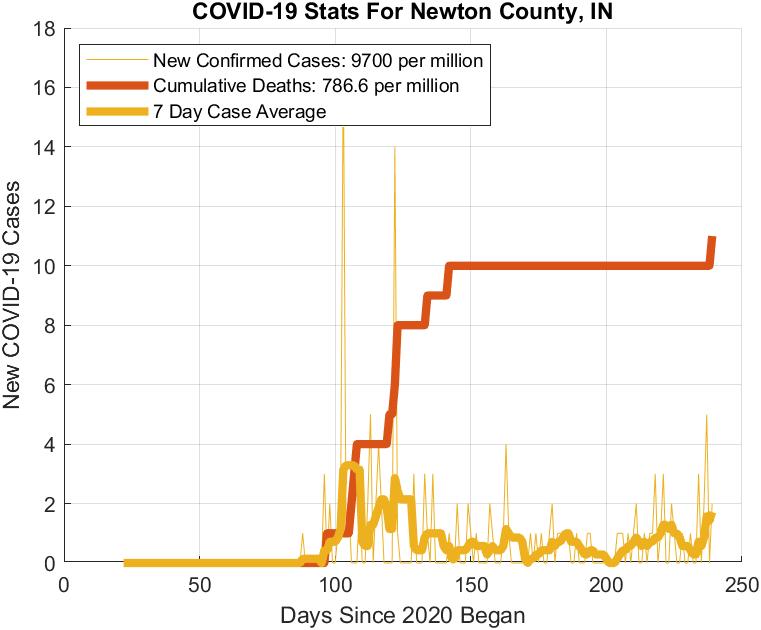 COVID-19 Stats For Newton County, IN
New Confirmed Cases: 9700 per million
Cumulative Deaths: 786.6 per million
7 Day Case Average
New COVID-19 Cases
18
16
14
12
10
8
6
4
2
0
0 50 100 150 200 250
Days Since 2020 Began